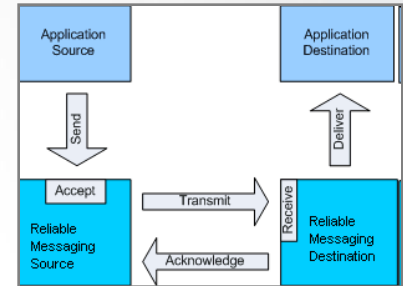 Application
Source
Application
Destination
Send
Deliver
Accept
Transmit
Receive
Reliable
Messaging
Source
Reliable
Messaging
Destination
Acknowledge